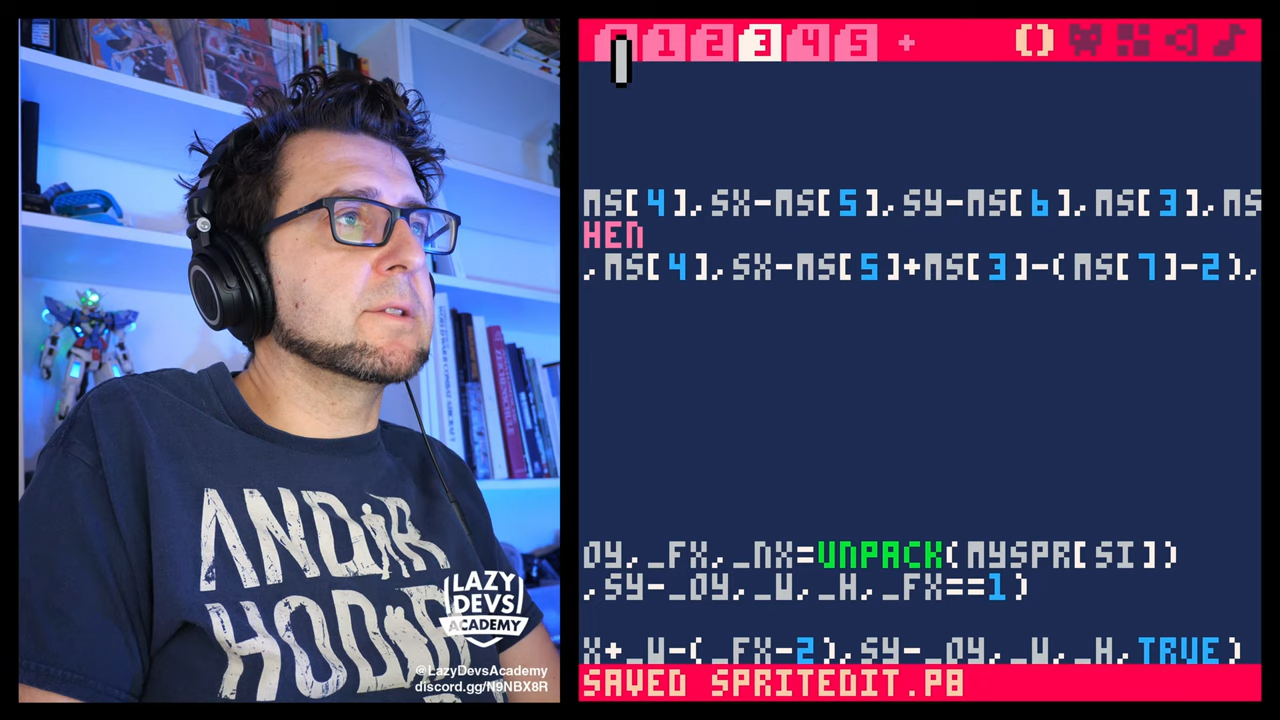 1 2 3 4 5 +
MS[4],SX-MS[5],SY-MS[6],MS[3],MS
HEN
,MS[4],SX-MS[5]+MS[3]-(MS[7]-2),
OY,_FX,_NX=UNPACK(MYSPR[SI])
,SY-_OY,_W,_H,_FX==1)
X+_W-(_FX-2),SY-_OY,_W,_H,TRUE)
SAVED SPRITEDIT.P8
LAZY
DEVS
ACADEMY
@LazyDevsAcademy
discord.gg/N9NBX8R